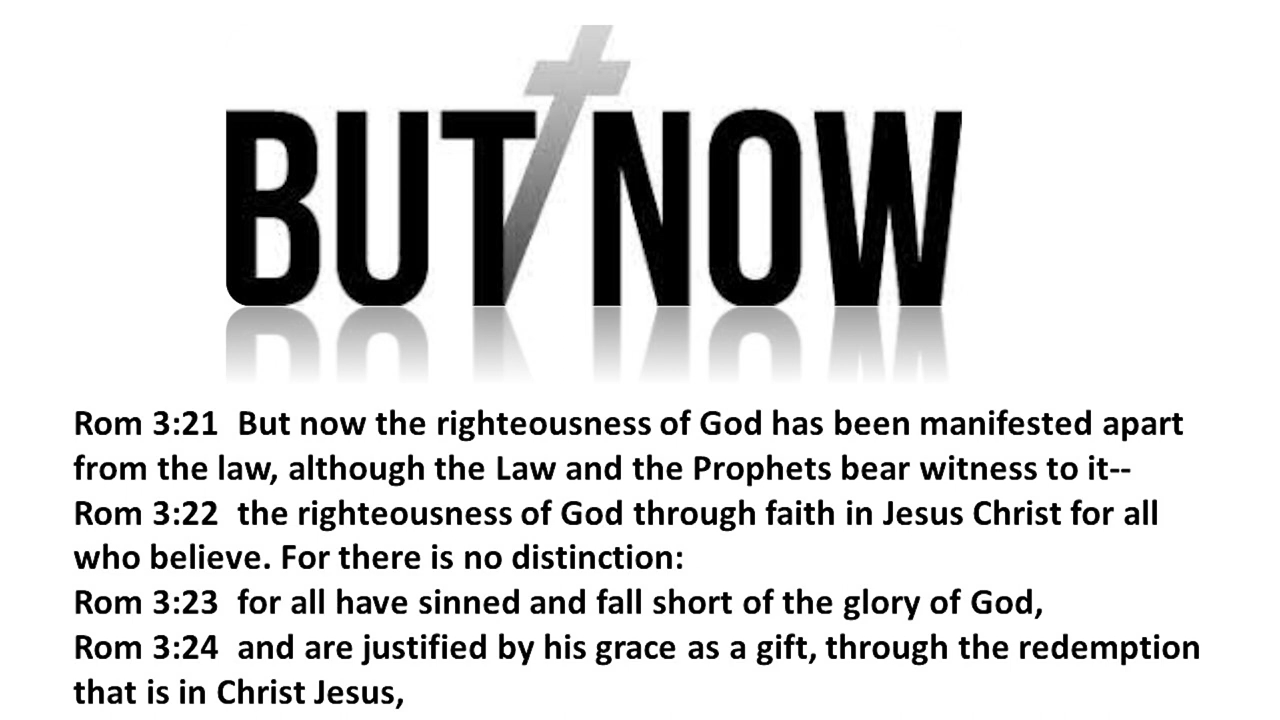 BUT NOW
Rom 3:21  But now the righteousness of God has been manifested apart
from the law, although the Law and the Prophets bear witness to it--
Rom 3:22  the righteousness of God through faith in Jesus Christ for all
who believe. For there is no distinction:
Rom 3:23  for all have sinned and fall short of the glory of God,
Rom 3:24  and are justified by his grace as a gift, through the redemption
that is in Christ Jesus,